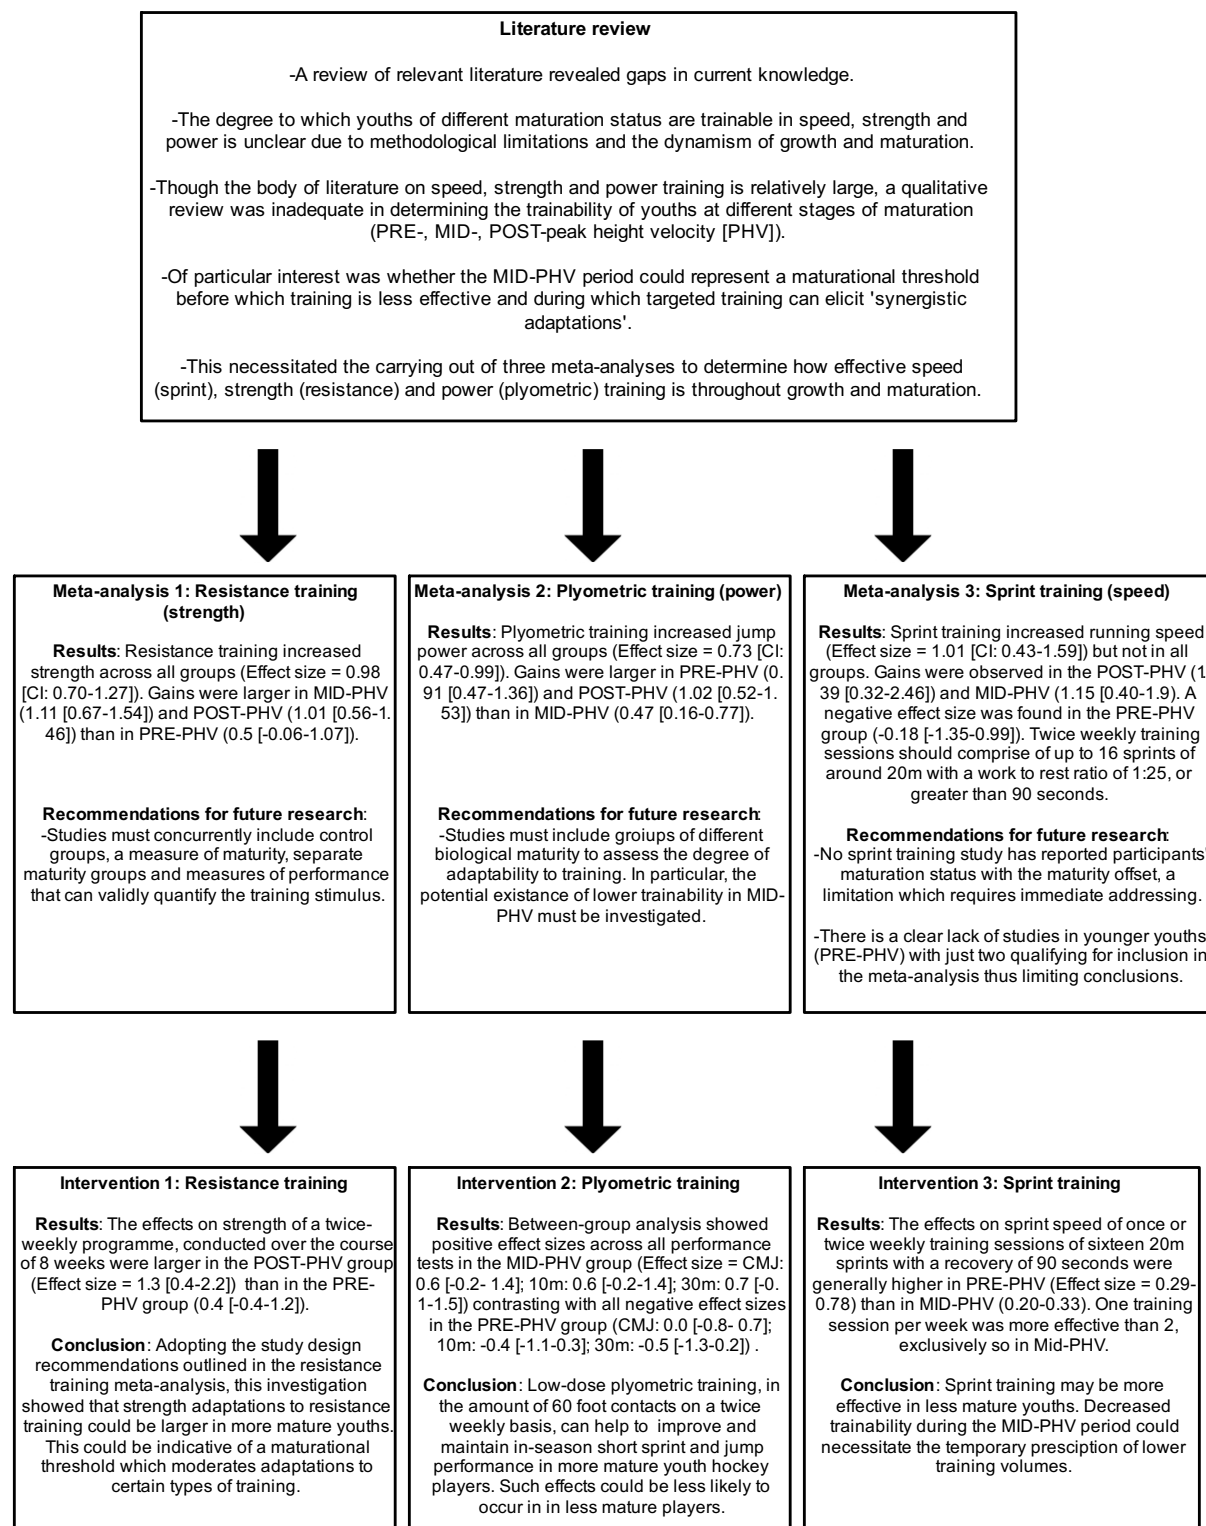 Literature review
-A review of relevant literature revealed gaps in current knowledge.
-The degree to which youths of different maturation status are trainable in speed, strength and
power is unclear due to methodological limitations and the dynamism of growth and maturation.
-Though the body of literature on speed, strength and power training is relatively large, a qualitative
review was inadequate in determining the trainability of youths at different stages of maturation
(PRE-, MID-, POST-peak height velocity [PHV]).
-Of particular interest was whether the MID-PHV period could represent a maturational threshold
before which training is less effective and during which targeted training can elicit 'synergistic
adaptations'.
-This necessitated the carrying out of three meta-analyses to determine how effective speed
(sprint), strength (resistance) and power (plyometric) training is throughout growth and maturation.
Meta-analysis 1: Resistance training
(strength)
Results: Resistance training increased
strength across all groups (Effect size = 0.98
[CI: 0.70-1.27]). Gains were larger in MID-PHV
(1.11 [0.67-1.54]) and POST-PHV (1.01 [0.56-1.
46]) than in PRE-PHV (0.5 [-0.06-1.07]).
Recommendations for future research:
-Studies must concurrently include control
groups, a measure of maturity, separate
maturity groups and measures of performance
that can validly quantify the training stimulus.
Meta-analysis 2: Plyometric training (power)
Results: Plyometric training increased jump
power across all groups (Effect size = 0.73 [CI:
0.47-0.99]). Gains were larger in PRE-PHV (0.
91 [0.47-1.36]) and POST-PHV (1.02 [0.52-1.
53]) than in MID-PHV (0.47 [0.16-0.77]).
Recommendations for future research:
-Studies must include groiups of different
biological maturity to assess the degree of
adaptability to training. In particular, the
potential existance of lower trainability in MID-
PHV must be investigated.
Meta-analysis 3: Sprint training (speed)
Results: Sprint training increased running speed
(Effect size = 1.01 [CI: 0.43-1.59]) but not in all
groups. Gains were observed in the POST-PHV (1.
39 [0.32-2.46]) and MID-PHV (1.15 [0.40-1.9). A
negative effect size was found in the PRE-PHV
group (-0.18 [-1.35-0.99]). Twice weekly training
sessions should comprise of up to 16 sprints of
around 20m with a work to rest ratio of 1:25, or
greater than 90 seconds.
Recommendations for future research:
-No sprint training study has reported participants'
maturation status with the maturity offset, a
limitation which requires immediate addressing.
-There is a clear lack of studies in younger youths
(PRE-PHV) with just two qualifying for inclusion in
the meta-analysis thus limiting conclusions.
Intervention 1: Resistance training
Results: The effects on strength of a twice-
weekly programme, conducted over the course
of 8 weeks were larger in the POST-PHV group
(Effect size = 1.3 [0.4-2.2]) than in the PRE-
PHV group (0.4 [-0.4-1.2]).
Conclusion: Adopting the study design
recommendations outlined in the resistance
training meta-analysis, this investigation
showed that strength adaptations to resistance
training could be larger in more mature youths.
This could be indicative of a maturational
threshold which moderates adaptations to
certain types of training.
Intervention 2: Plyometric training
Results: Between-group analysis showed
positive effect sizes across all performance
tests in the MID-PHV group (Effect size = CMJ:
0.6 [-0.2- 1.4]; 10m: 0.6 [-0.2-1.4]; 30m: 0.7 [-0.
1-1.5]) contrasting with all negative effect sizes
in the PRE-PHV group (CMJ: 0.0 [-0.8- 0.7];
10m: -0.4 [-1.1-0.3]; 30m: -0.5 [-1.3-0.2]) .
Conclusion: Low-dose plyometric training, in
the amount of 60 foot contacts on a twice
weekly basis, can help to improve and
maintain in-season short sprint and jump
performance in more mature youth hockey
players. Such effects could be less likely to
occur in in less mature players.
Intervention 3: Sprint training
Results: The effects on sprint speed of once or
twice weekly training sessions of sixteen 20m
sprints with a recovery of 90 seconds were
generally higher in PRE-PHV (Effect size = 0.29-
0.78) than in MID-PHV (0.20-0.33). One training
session per week was more effective than 2,
exclusively so in Mid-PHV.
Conclusion: Sprint training may be more
effective in less mature youths. Decreased
trainability during the MID-PHV period could
necessitate the temporary presciption of lower
training volumes.